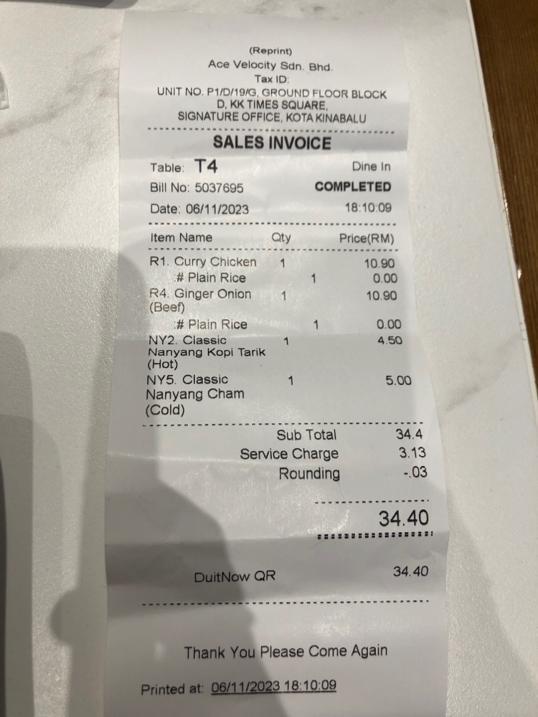 (Reprint)
Ace Velocity Sdn. Bhd.
Tax ID:
UNIT NO. P1/D/19/G, GROUND FLOOR BLOCK
D, KK TIMES SQUARE,
SIGNATURE OFFICE, KOTA KINABALU
SALES INVOICE
Table: T4 Dine In
Bill No: 5037695 COMPLETED
Date: 06/11/2023 18:10:09
Item Name Qty Price(RM)
R1. Curry Chicken 1 10.90
# Plain Rice 1 0.00
R4. Ginger Onion 1 10.90
(Beef)
# Plain Rice 1 0.00
NY2. Classic 1 4.50
Nanyang Kopi Tarik
(Hot)
NY5. Classic 1 5.00
Nanyang Cham
(Cold)
Sub Total 34.4
Service Charge 3.13
Rounding -.03
34.40
DuitNow QR 34.40
Thank You Please Come Again
Printed at: 06/11/2023 18:10:09